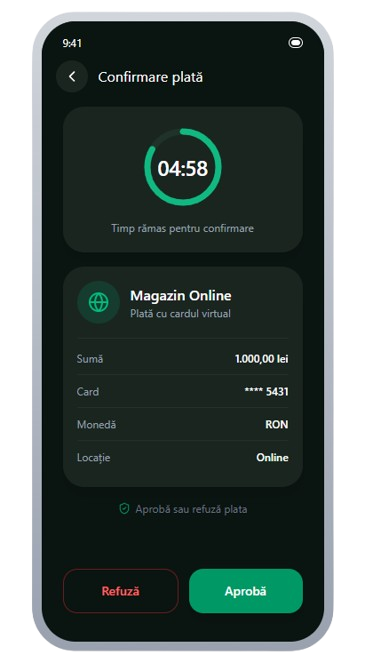 9:41
Confirmare plată
04:58
Timp rămas pentru confirmare
Magazin Online
Plată cu cardul virtual
Sumă 1.000,00 lei
Card **** 5431
Monedă RON
Locație Online
Aprobă sau refuză plata
Refuză Aprobă